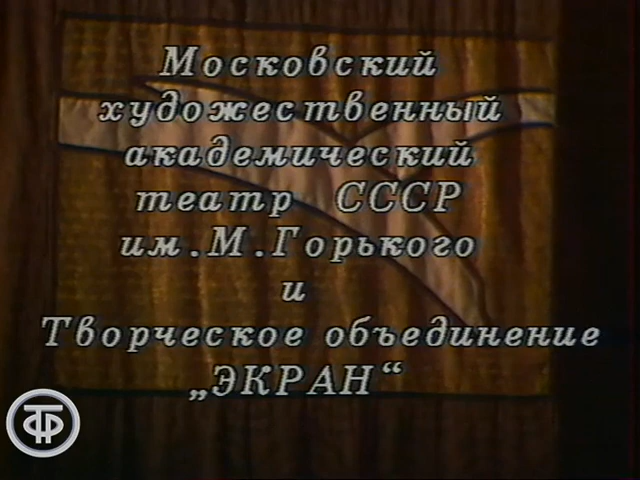 Московский
художественный
академический
театр СССР
им.М.Горького
и
Творческое объединение
„ЭКРАН“